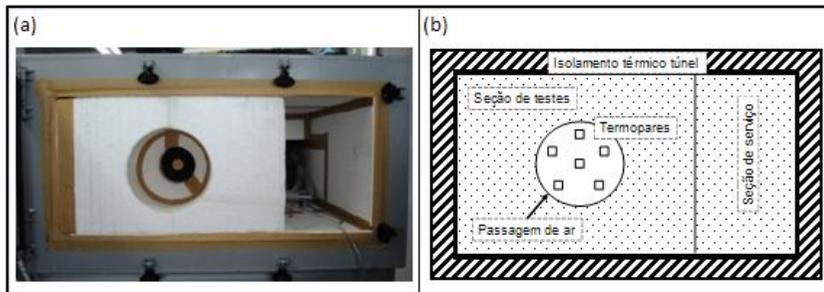 (a)
(b)
Isolamento térmico túnel
Seção de testes
Termopares
Seção de serviço
Passagem de ar